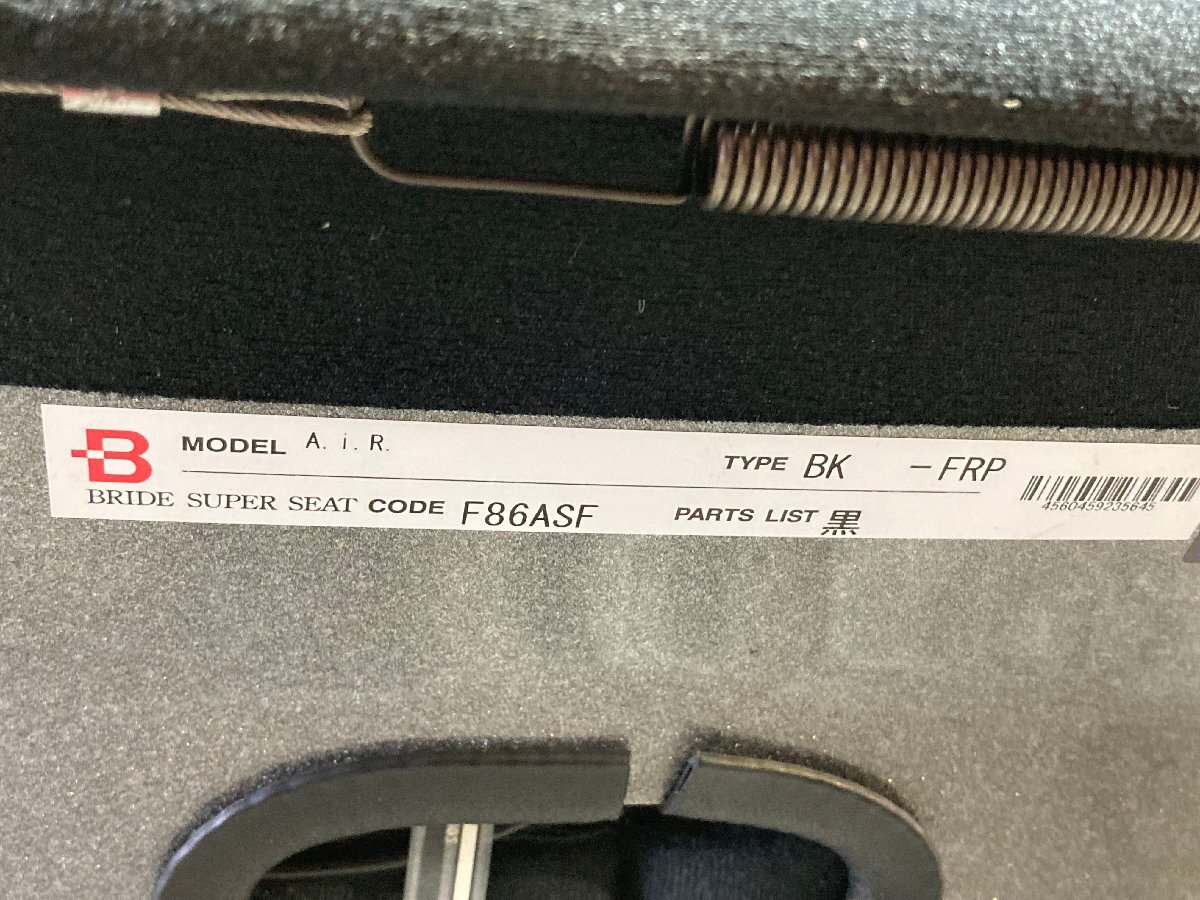 B MODEL A. i. R. TYPE BK -FRP
BRIDE SUPER SEAT CODE F86ASF PARTS LIST 黒
4560459235645